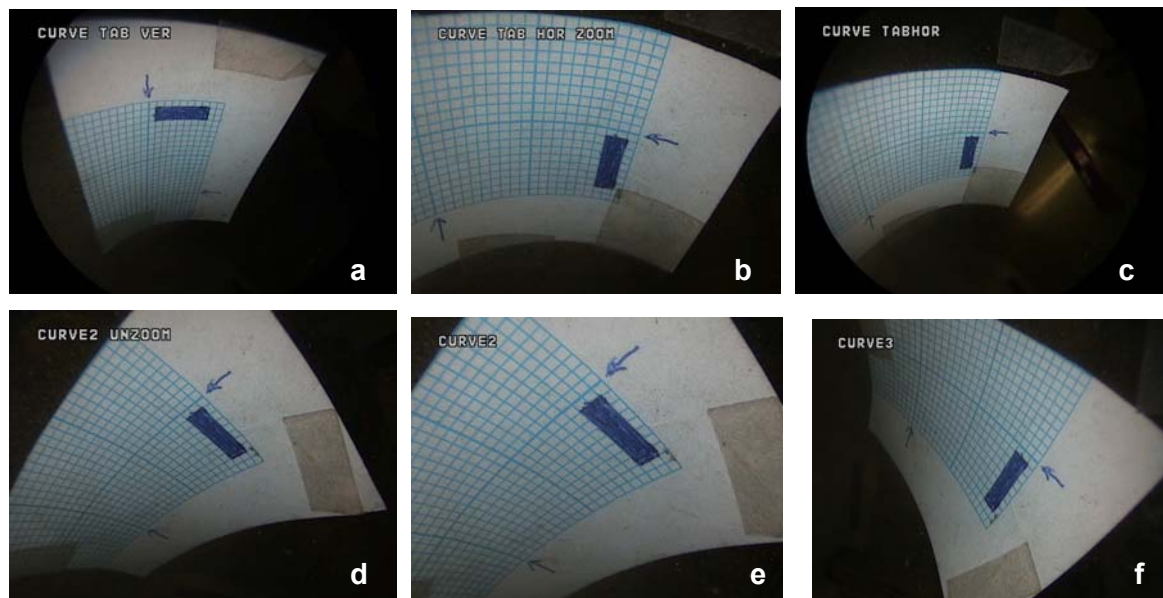 CURVE TAB VER
a
CURVE TAB HOR ZOOM
b
CURVE TABHOR
c
CURVE2 UNZOOM
d
CURVE2
e
CURVE3
f